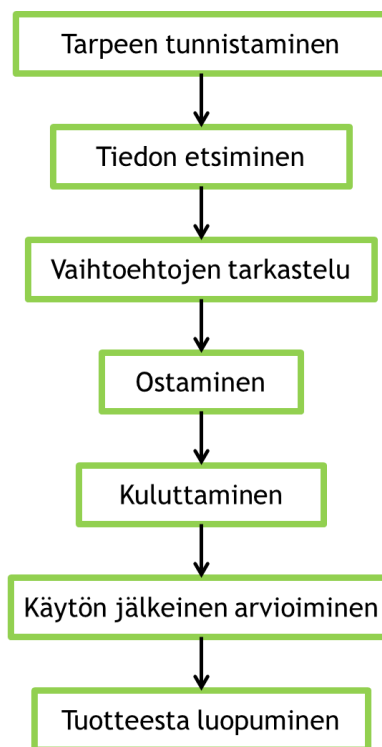 Tarpeen tunnistaminen
Tiedon etsiminen
Vaihtoehtojen tarkastelu
Ostaminen
Kuluttaminen
Käytön jälkeinen arvioiminen
Tuotteesta luopuminen